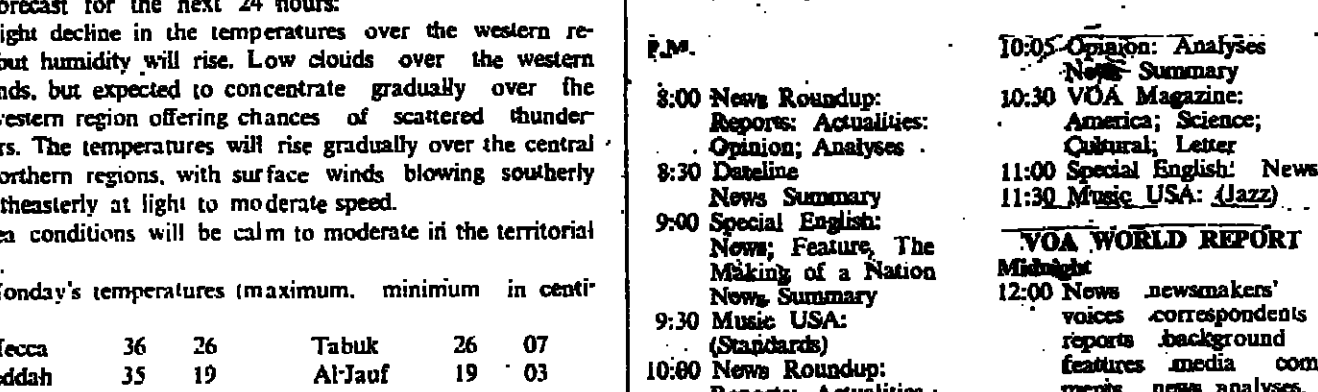 orecast for the next 24 hours:
ight decline in the temperatures over the western re-
out humidity will rise. Low clouds over the western
nds, but expected to concentrate gradually over the
vestern region offering chances of scattered thunder-
rs. The temperatures will rise gradually over the central
orthern regions, with surface winds blowing southerly
theasterly at light to moderate speed.
ea conditions will be calm to moderate in the territorial
.
onday's temperatures (maximum, minimum in centi-
lecca 36 26 Tabuk 26 07
eddah 35 19 Al-Jauf 19 03
P.M.
8:00 News Roundup:
Reports: Actualities:
Opinion; Analyses
8:30 Dateline
News Summary
9:00 Special English:
News; Feature, The
Making of a Nation
News Summary
9:30 Music USA:
(Standards)
10:00 News Roundup:
Reports: Actualities:
10:05 Opinion: Analyses
News Summary
10:30 VOA Magazine:
America; Science;
Cultural; Letter
11:00 Special English: News
11:30 Music USA: (Jazz)
VOA WORLD REPORT
Midnight
12:00 News newsmakers'
voices correspondents
reports background
features media com
ments news analyses.